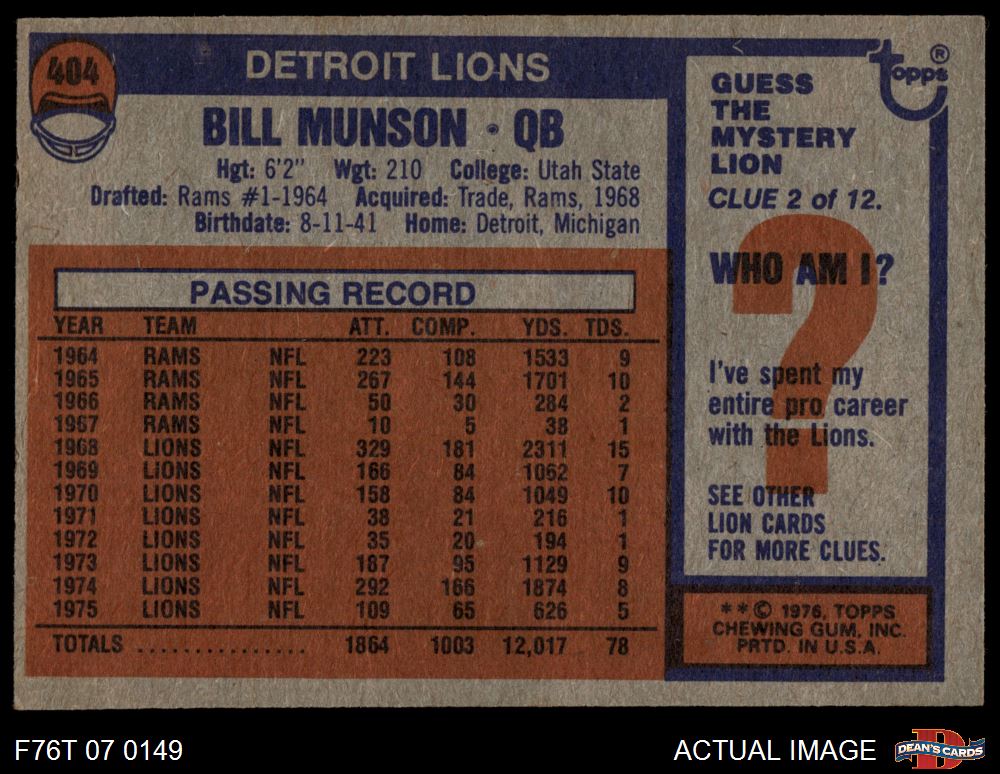 404
DETROIT LIONS
BILL MUNSON · QB
Hgt: 6'2" Wgt: 210 College: Utah State
Drafted: Rams #1-1964 Acquired: Trade, Rams, 1968
Birthdate: 8-11-41 Home: Detroit, Michigan
PASSING RECORD
YEAR TEAM ATT. COMP. YDS. TDS.
1964 RAMS NFL 223 108 1533 9
1965 RAMS NFL 267 144 1701 10
1966 RAMS NFL 50 30 284 2
1967 RAMS NFL 10 5 38 1
1968 LIONS NFL 329 181 2311 15
1969 LIONS NFL 166 84 1062 7
1970 LIONS NFL 158 84 1049 10
1971 LIONS NFL 38 21 216 1
1972 LIONS NFL 35 20 194 1
1973 LIONS NFL 187 95 1129 9
1974 LIONS NFL 292 166 1874 8
1975 LIONS NFL 109 65 626 5
TOTALS ............... 1864 1003 12,017 78
topps ®
GUESS
THE
MYSTERY
LION
CLUE 2 of 12.
WHO AM I?
?
I've spent my
entire pro career
with the Lions.
SEE OTHER
LION CARDS
FOR MORE CLUES.
**© 1976, TOPPS
CHEWING GUM, INC.
PRTD. IN U.S.A.
F76T 07 0149
ACTUAL IMAGE
D
DEAN'S CARDS